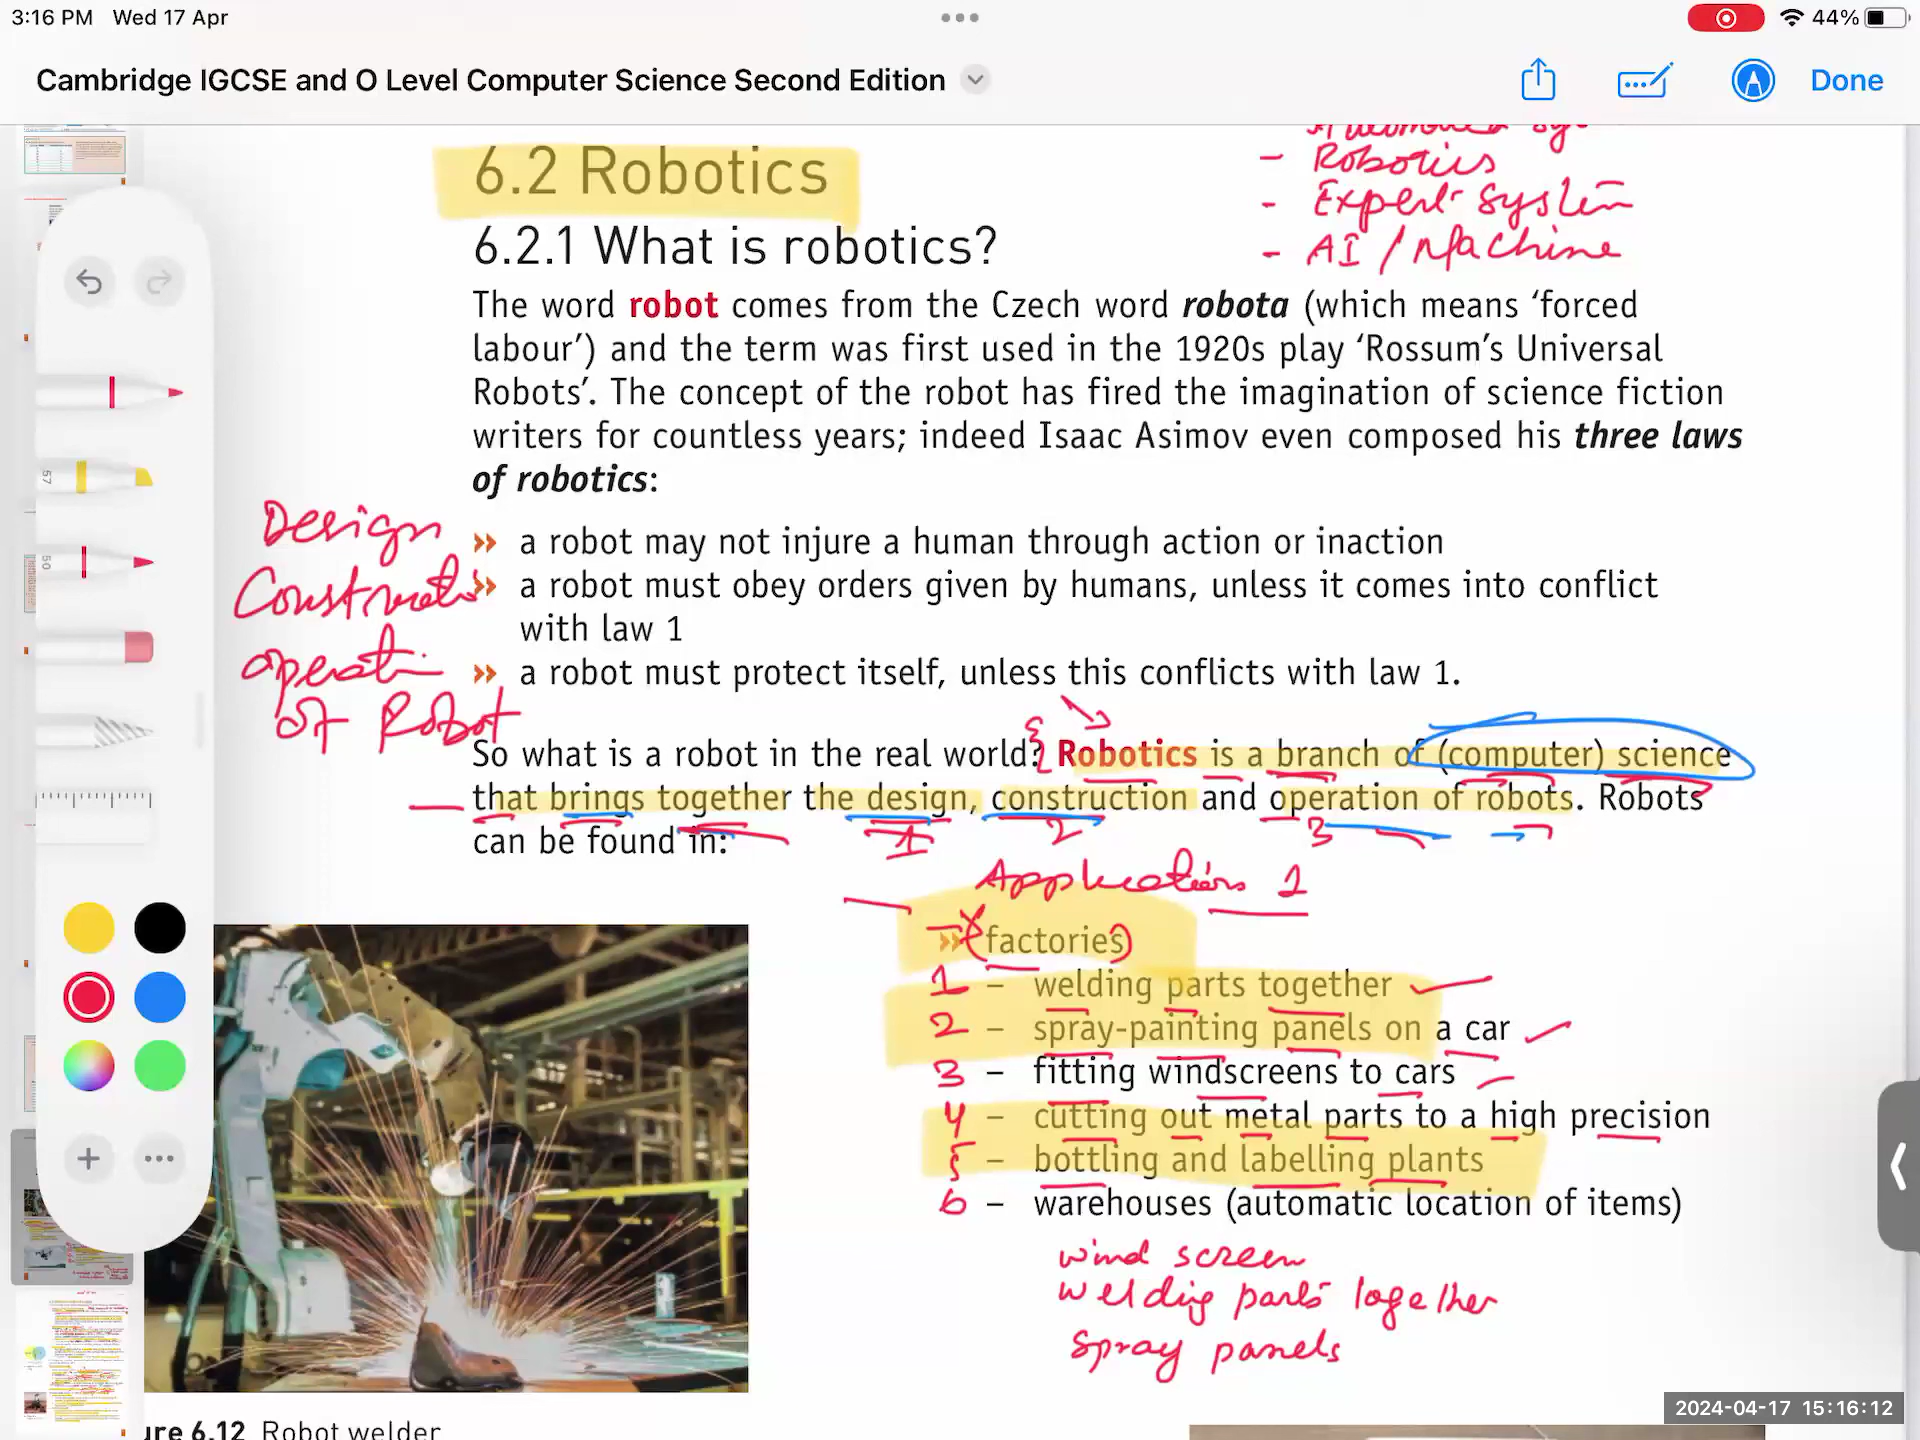 3:16 PM Wed 17 Apr
44%
Cambridge IGCSE and O Level Computer Science Second Edition
Done
6.2 Robotics
- Robotics
- Expert System
- AI / Machine
6.2.1 What is robotics?
The word robot comes from the Czech word robota (which means ‘forced
labour’) and the term was first used in the 1920s play ‘Rossum’s Universal
Robots’. The concept of the robot has fired the imagination of science fiction
writers for countless years; indeed Isaac Asimov even composed his three laws
of robotics:
Design
Constructi
operati
of Robot
» a robot may not injure a human through action or inaction
» a robot must obey orders given by humans, unless it comes into conflict
with law 1
» a robot must protect itself, unless this conflicts with law 1.
So what is a robot in the real world? Robotics is a branch of (computer) science
that brings together the design, construction and operation of robots. Robots
1 2 3
can be found in:
Applications 1
» (factories)
1 – welding parts together
2 – spray-painting panels on a car
3 – fitting windscreens to cars
4 – cutting out metal parts to a high precision
5 – bottling and labelling plants
6 – warehouses (automatic location of items)
wind screen
welding parts together
Spray panels
ure 6.12 Robot welder
57
50
2024-04-17 15:16:12